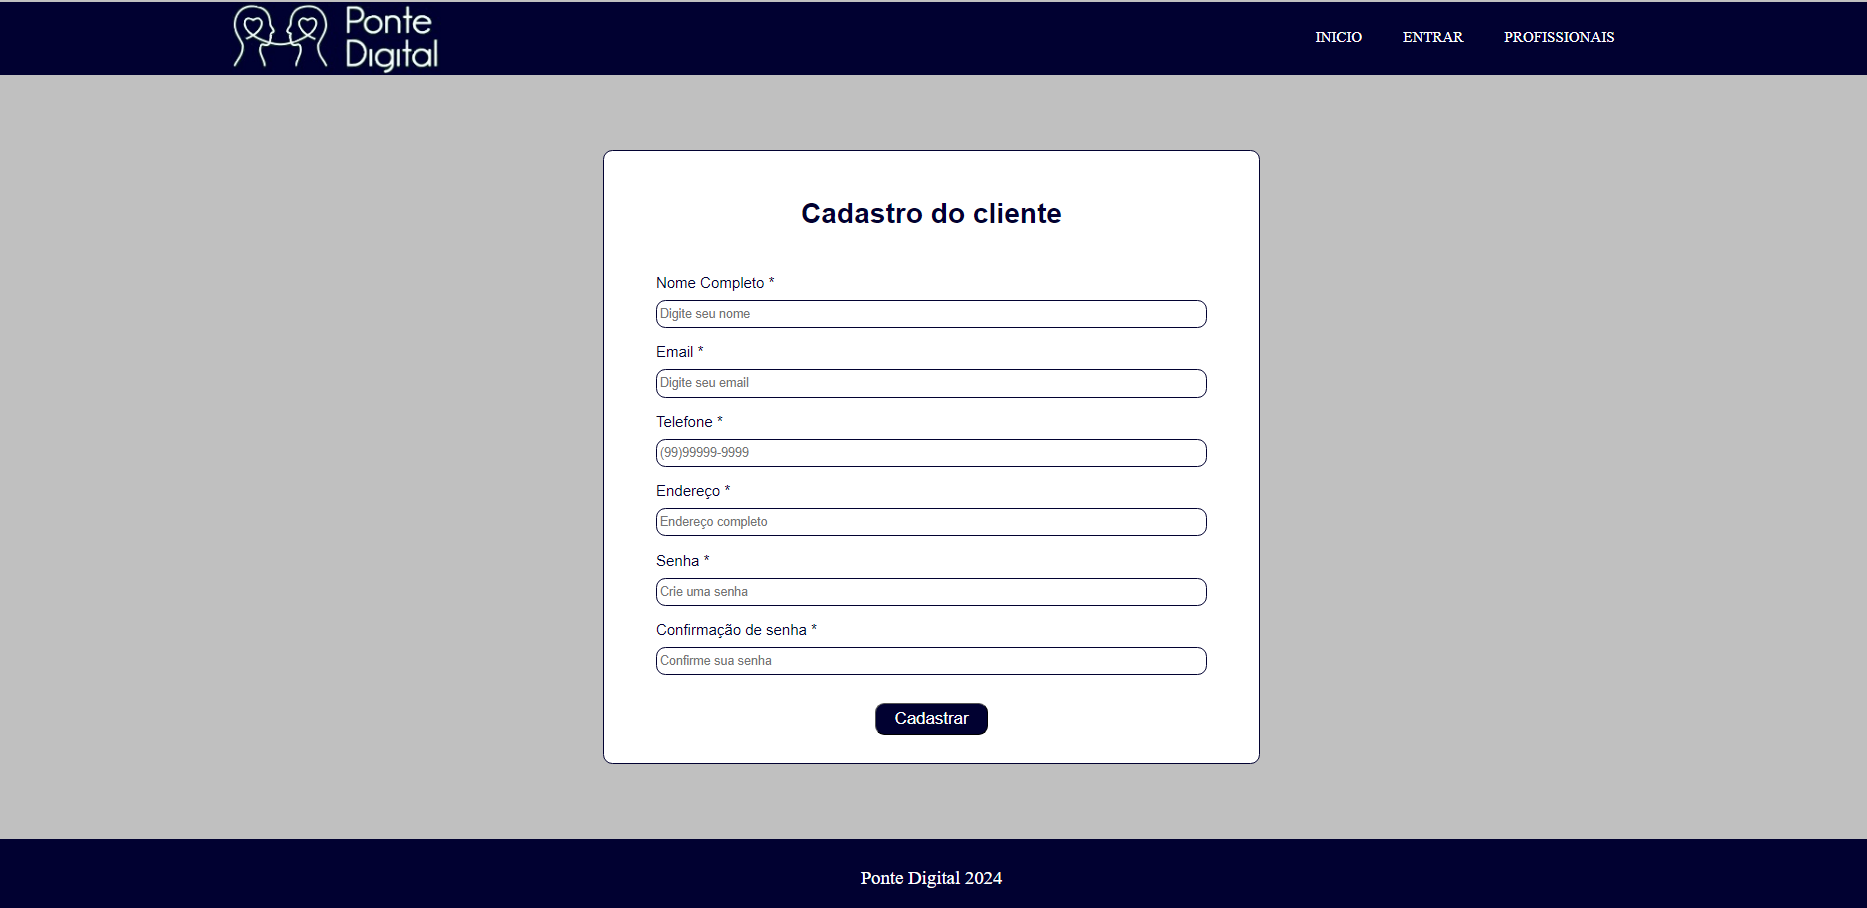 Ponte
Digital
INICIO ENTRAR PROFISSIONAIS
Cadastro do cliente
Nome Completo *
Digite seu nome
Email *
Digite seu email
Telefone *
(99)99999-9999
Endereço *
Endereço completo
Senha *
Crie uma senha
Confirmação de senha *
Confirme sua senha
Cadastrar
Ponte Digital 2024